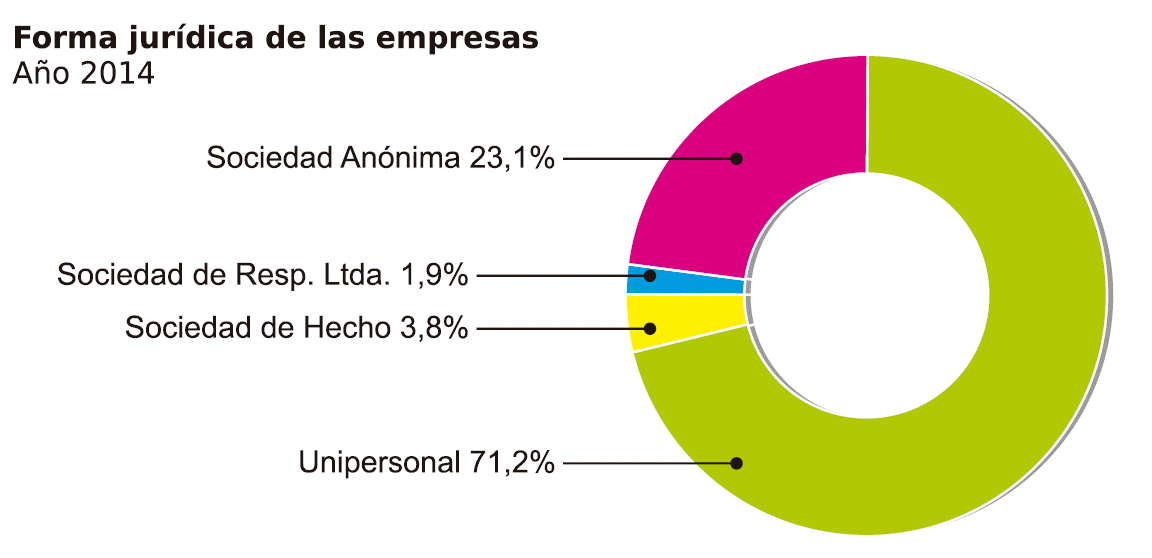 Forma jurídica de las empresas
Año 2014
Sociedad Anónima 23,1%
Sociedad de Resp. Ltda. 1,9%
Sociedad de Hecho 3,8%
Unipersonal 71,2%